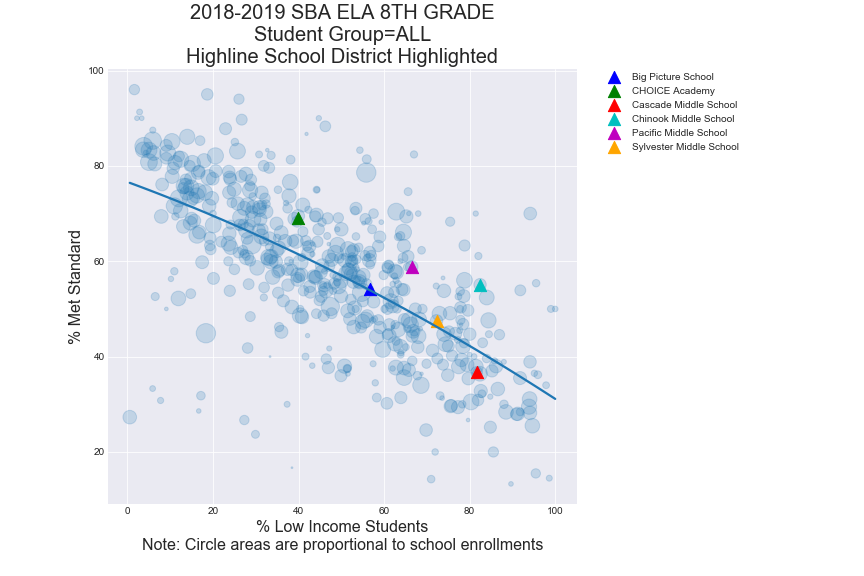 2018-2019 SBA ELA 8TH GRADE
Student Group=ALL
Highline School District Highlighted
Big Picture School
CHOICE Academy
Cascade Middle School
Chinook Middle School
Pacific Middle School
Sylvester Middle School
% Met Standard
100
80
60
40
20
0 20 40 60 80 100
% Low Income Students
Note: Circle areas are proportional to school enrollments